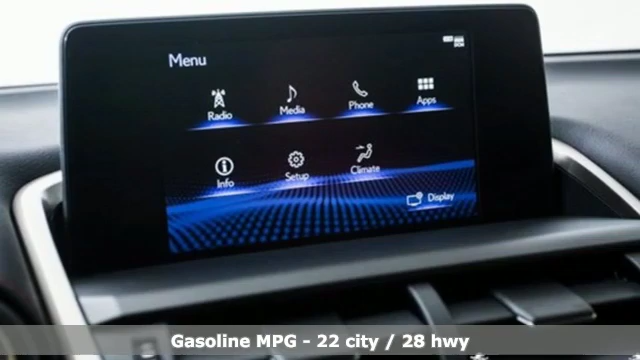 Menu
Radio
Media
Phone
Apps
Info
Setup
Climate
Display
Gasoline MPG - 22 city / 28 hwy